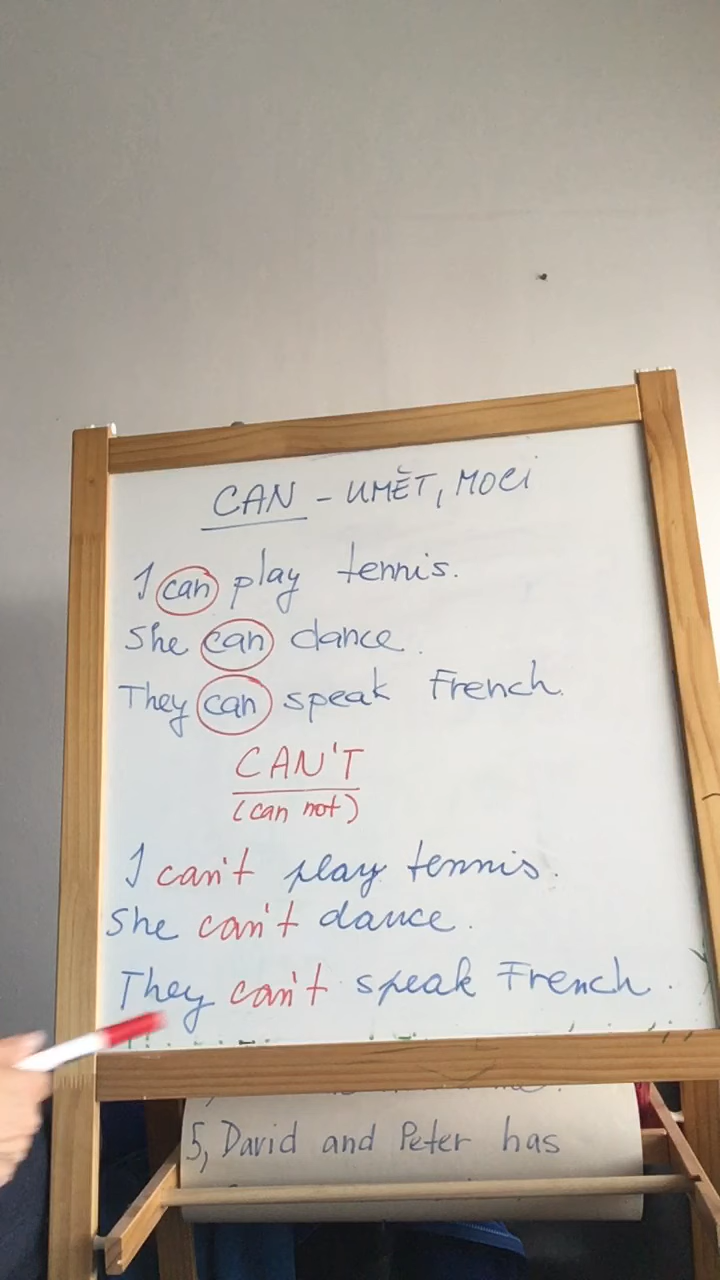 CAN - UMĚT, MOCI
I can play tennis.
She can dance.
They can speak French.
CAN'T
(can not)
I can't play tennis.
She can't dance.
They can't speak French.
5, David and Peter has